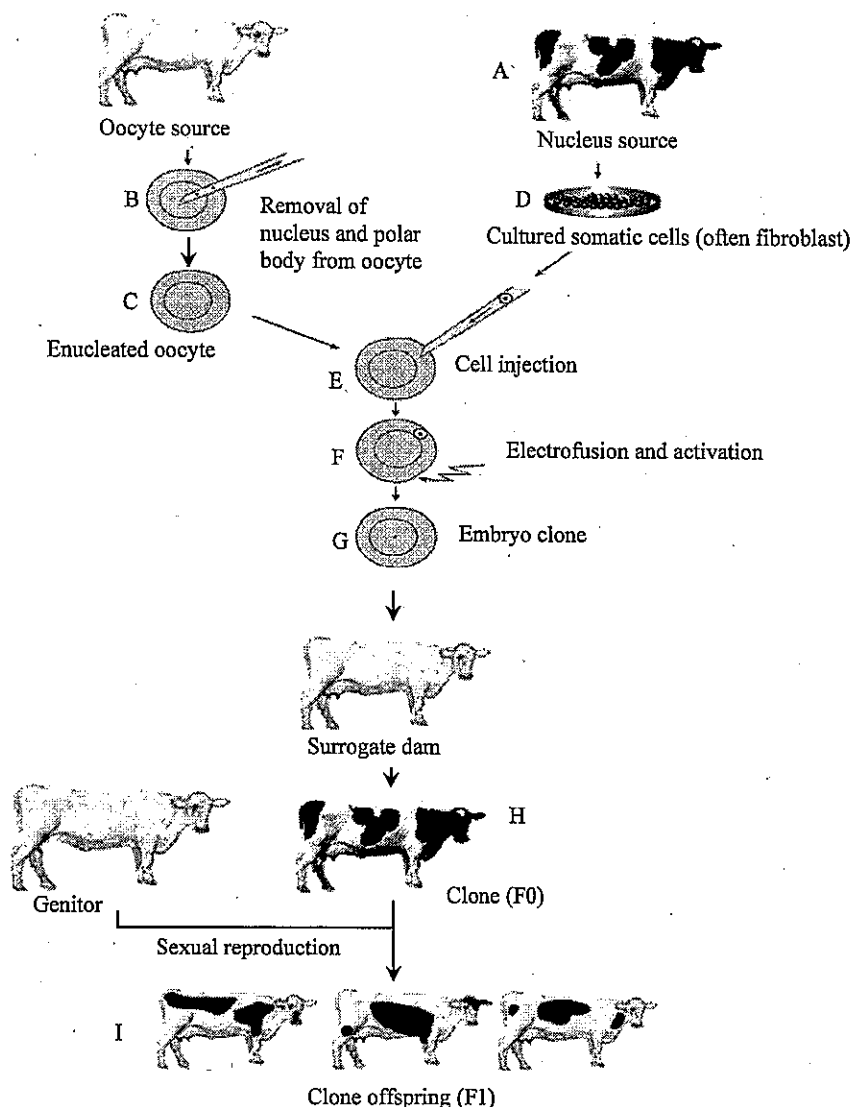 A
Oocyte source
Nucleus source
B
Removal of
nucleus and polar
body from oocyte
D
Cultured somatic cells (often fibroblast)
C
Enucleated oocyte
E
Cell injection
F
Electrofusion and activation
G
Embryo clone
Surrogate dam
H
Genitor
Clone (F0)
Sexual reproduction
I
Clone offspring (F1)